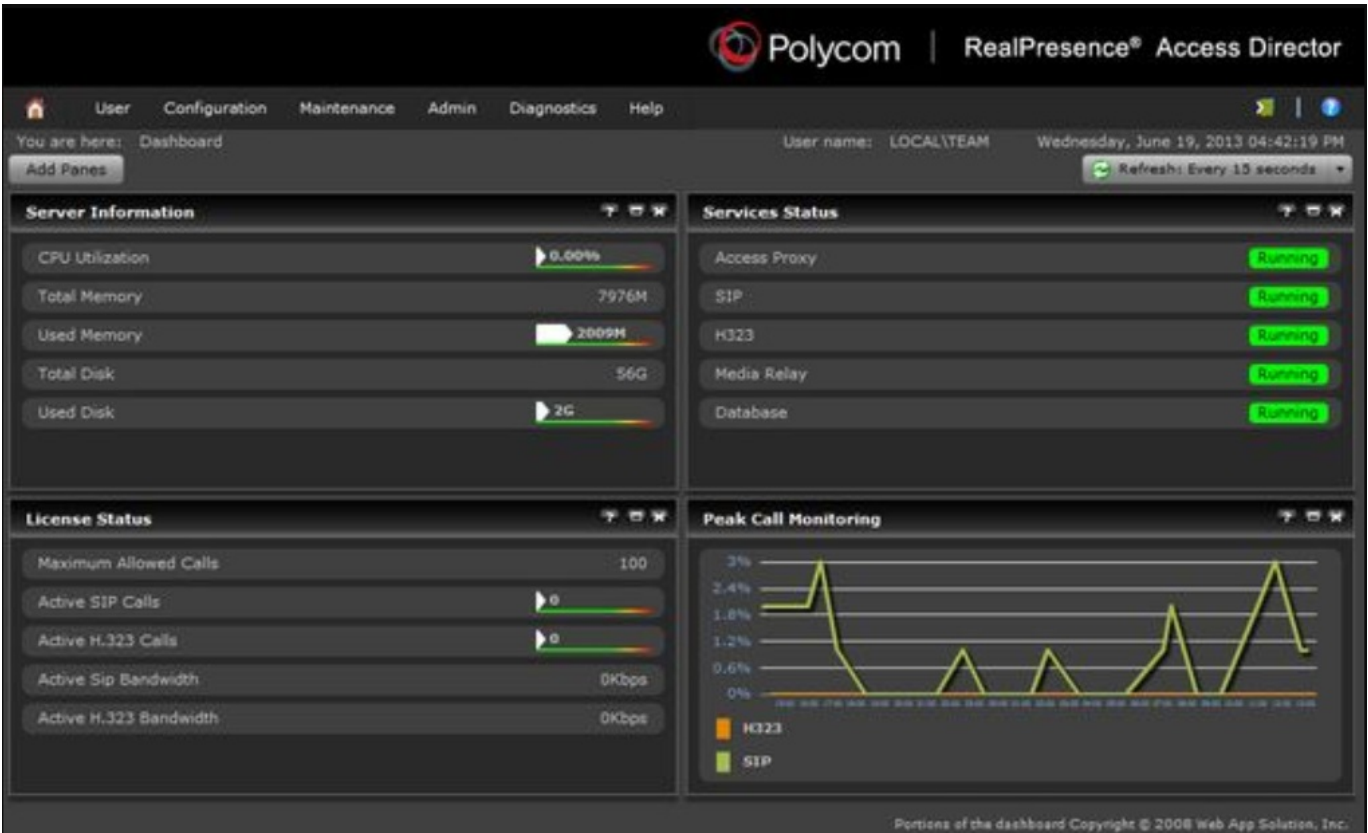 Polycom | RealPresence® Access Director
User Configuration Maintenance Admin Diagnostics Help
You are here: Dashboard User name: LOCAL\TEAM Wednesday, June 19, 2013 04:42:19 PM
Add Panes Refresh: Every 15 seconds
Server Information
CPU Utilization 0.00%
Total Memory 7976M
Used Memory 2009M
Total Disk 56G
Used Disk 2G
Services Status
Access Proxy Running
SIP Running
H323 Running
Media Relay Running
Database Running
License Status
Maximum Allowed Calls 100
Active SIP Calls 0
Active H.323 Calls 0
Active Sip Bandwidth 0Kbps
Active H.323 Bandwidth 0Kbps
Peak Call Monitoring
3%
2.4%
1.8%
1.2%
0.6%
0%
H323
SIP
Portions of the dashboard Copyright © 2008 Web App Solution, Inc.